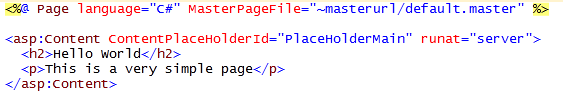 <%@ Page language="C#" MasterPageFile="~masterurl/default.master" %>
<asp:Content ContentPlaceHolderId="PlaceHolderMain" runat="server">
<h2>Hello World</h2>
<p>This is a very simple page</p>
</asp:Content>